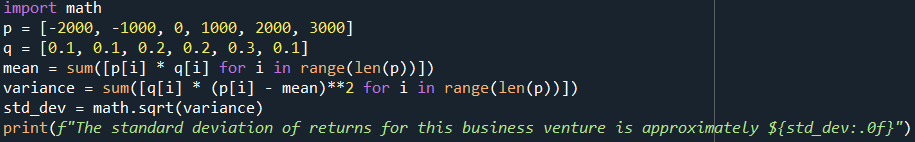 import math
p = [-2000, -1000, 0, 1000, 2000, 3000]
q = [0.1, 0.1, 0.2, 0.2, 0.3, 0.1]
mean = sum([p[i] * q[i] for i in range(len(p))])
variance = sum([q[i] * (p[i] - mean)**2 for i in range(len(p))])
std_dev = math.sqrt(variance)
print(f"The standard deviation of returns for this business venture is approximately ${std_dev:.0f}")